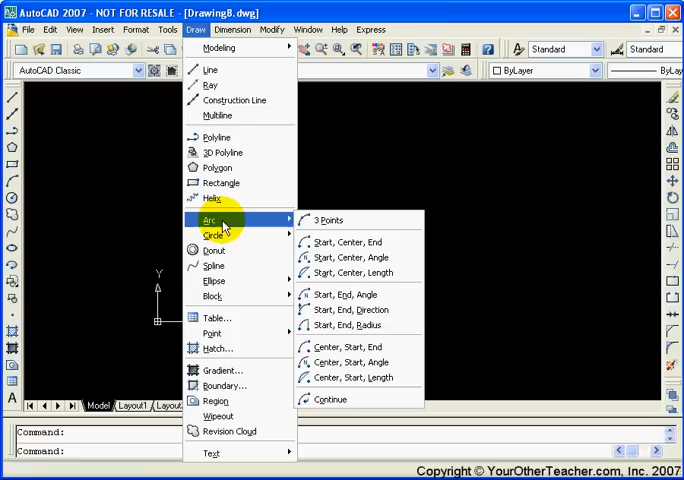 AutoCAD 2007 - NOT FOR RESALE - [Drawing8.dwg]
File Edit View Insert Format Tools Draw Dimension Modify Window Help Express
Standard Standard
AutoCAD Classic ByLayer ByLayer
Modeling
Line
Ray
Construction Line
Multiline
Polyline
3D Polyline
Polygon
Rectangle
Helix
Arc
Circle
Donut
Spline
Ellipse
Block
Table...
Point
Hatch...
Gradient...
Boundary...
Region
Wipeout
Revision Cloud
Text
3 Points
Start, Center, End
Start, Center, Angle
Start, Center, Length
Start, End, Angle
Start, End, Direction
Start, End, Radius
Center, Start, End
Center, Start, Angle
Center, Start, Length
Continue
Y
Model Layout1 Layout
Command:
Command:
Copyright © YourOtherTeacher.com, Inc. 2007